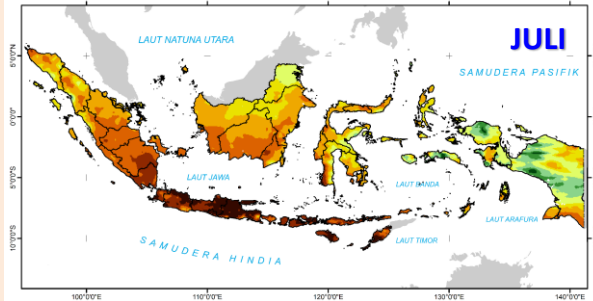 JULI
LAUT NATUNA UTARA
SAMUDERA PASIFIK
LAUT JAWA
LAUT BANDA
LAUT ARAFURA
LAUT TIMOR
SAMUDERA HINDIA
5°0'0"N
0°0'0"
5°0'0"S
10°0'0"S
100°0'0"E
110°0'0"E
120°0'0"E
130°0'0"E
140°0'0"E